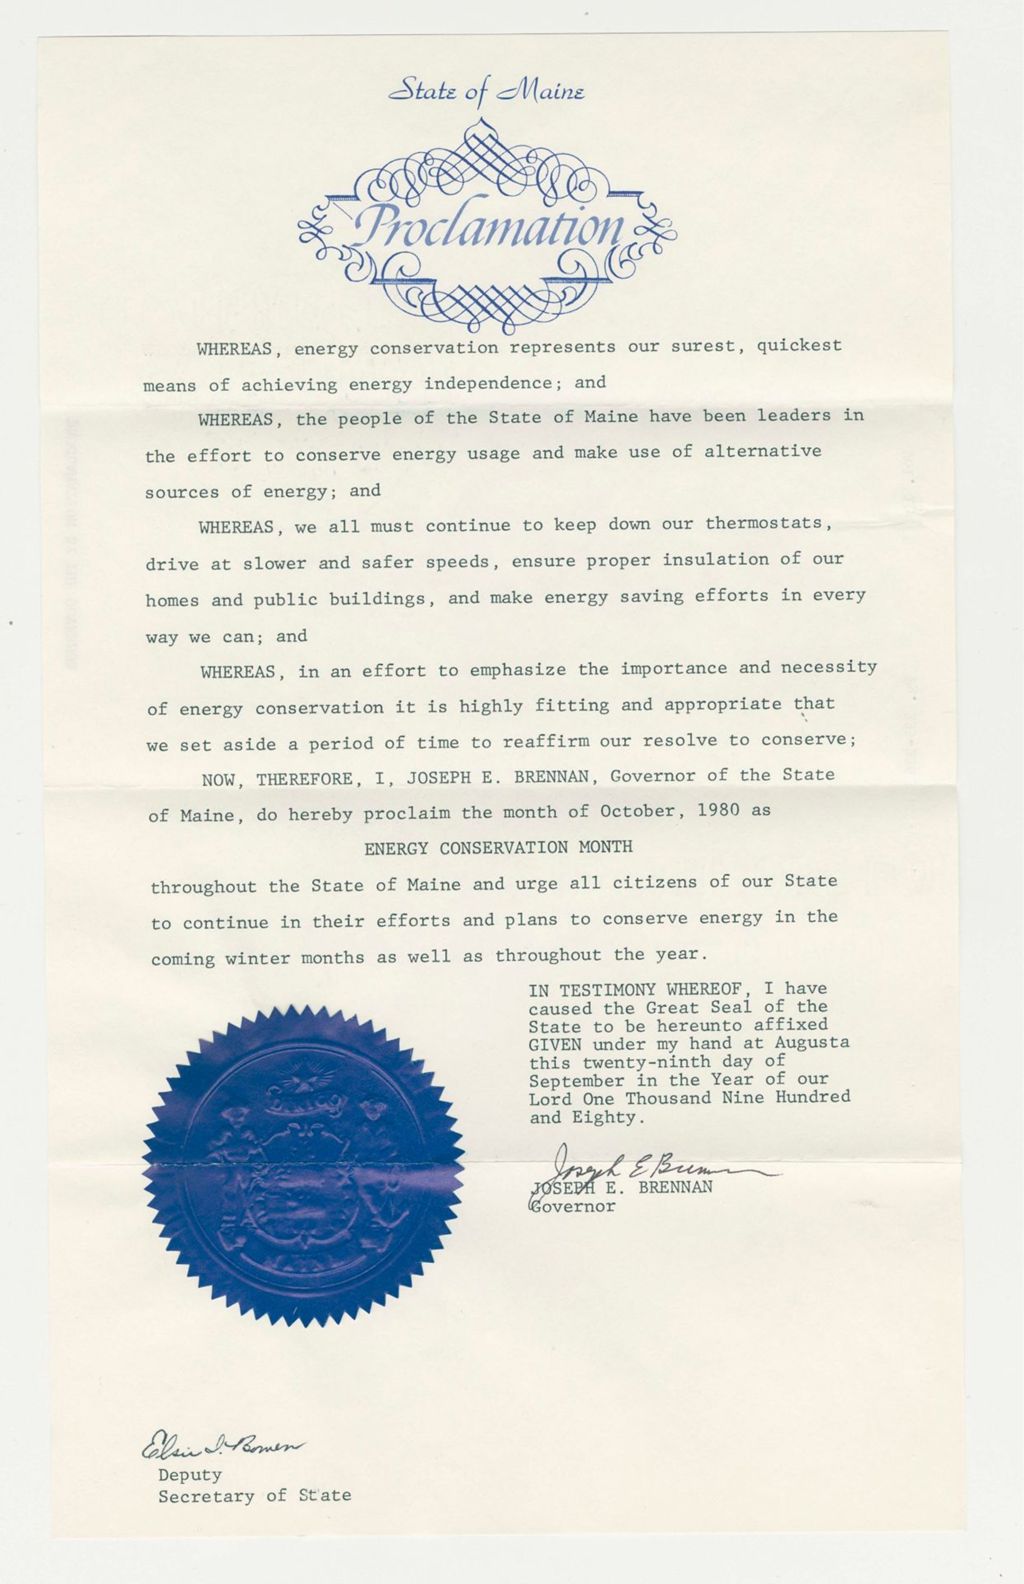 State of Maine
Proclamation
WHEREAS, energy conservation represents our surest, quickest
means of achieving energy independence; and
WHEREAS, the people of the State of Maine have been leaders in
the effort to conserve energy usage and make use of alternative
sources of energy; and
WHEREAS, we all must continue to keep down our thermostats,
drive at slower and safer speeds, ensure proper insulation of our
homes and public buildings, and make energy saving efforts in every
way we can; and
WHEREAS, in an effort to emphasize the importance and necessity
of energy conservation it is highly fitting and appropriate that
we set aside a period of time to reaffirm our resolve to conserve;
NOW, THEREFORE, I, JOSEPH E. BRENNAN, Governor of the State
of Maine, do hereby proclaim the month of October, 1980 as
ENERGY CONSERVATION MONTH
throughout the State of Maine and urge all citizens of our State
to continue in their efforts and plans to conserve energy in the
coming winter months as well as throughout the year.
IN TESTIMONY WHEREOF, I have
caused the Great Seal of the
State to be hereunto affixed
GIVEN under my hand at Augusta
this twenty-ninth day of
September in the Year of our
Lord One Thousand Nine Hundred
and Eighty.
Joseph E Brennan
JOSEPH E. BRENNAN
Governor
Deputy
Secretary of State